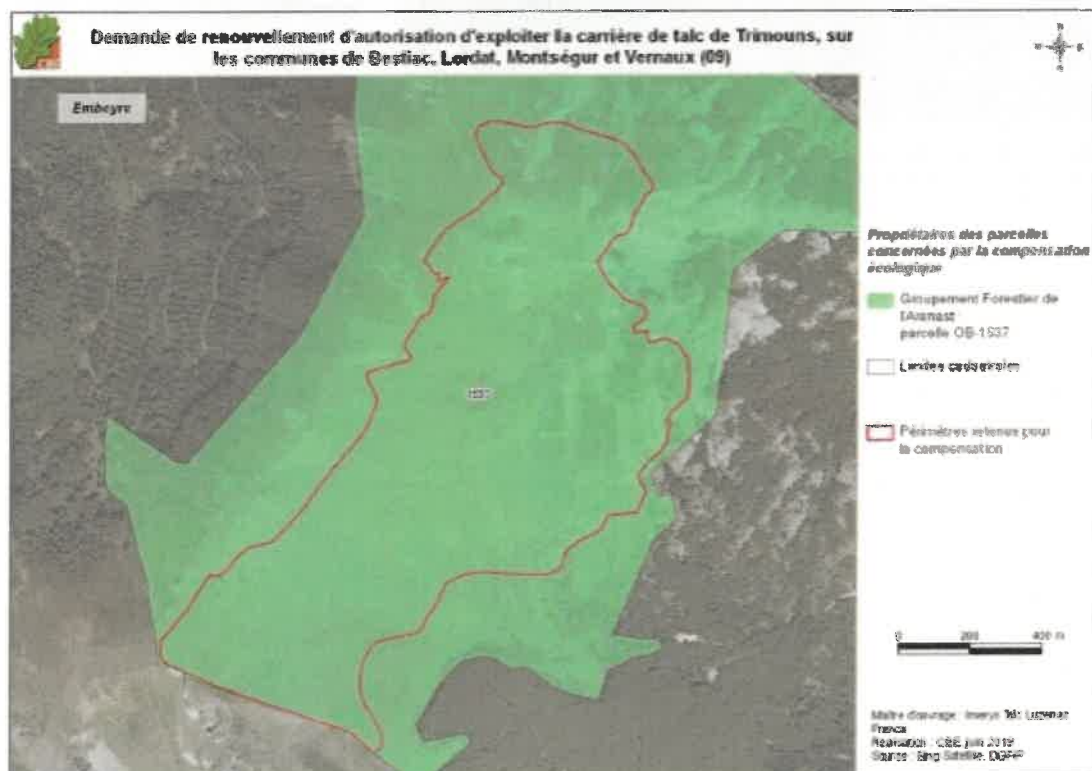 Demande de renouvellement d'autorisation d'exploiter la carrière de talc de Trimouns, sur
les communes de Bestiac, Lordat, Montségur et Vernaux (09)
Embeyre
Propriétaires des parcelles
concernées par la compensation
écologique
Groupement Forestier de
parcelle OB-1537
Limites cadastrales
Périmètres retenus pour
la compensation
0 200 400 m
Maître d'ouvrage : Imerys Talc Luzenac
France
Réalisation : CBE, juin 2019
Source : Bing Satellite, DGFIP